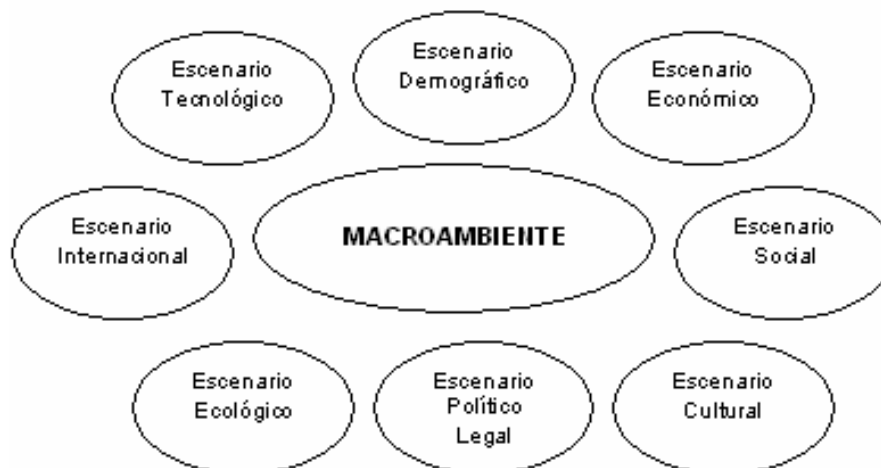 Escenario
Tecnológico
Escenario
Demográfico
Escenario
Económico
Escenario
Internacional
MACROAMBIENTE
Escenario
Social
Escenario
Ecológico
Escenario
Político
Legal
Escenario
Cultural